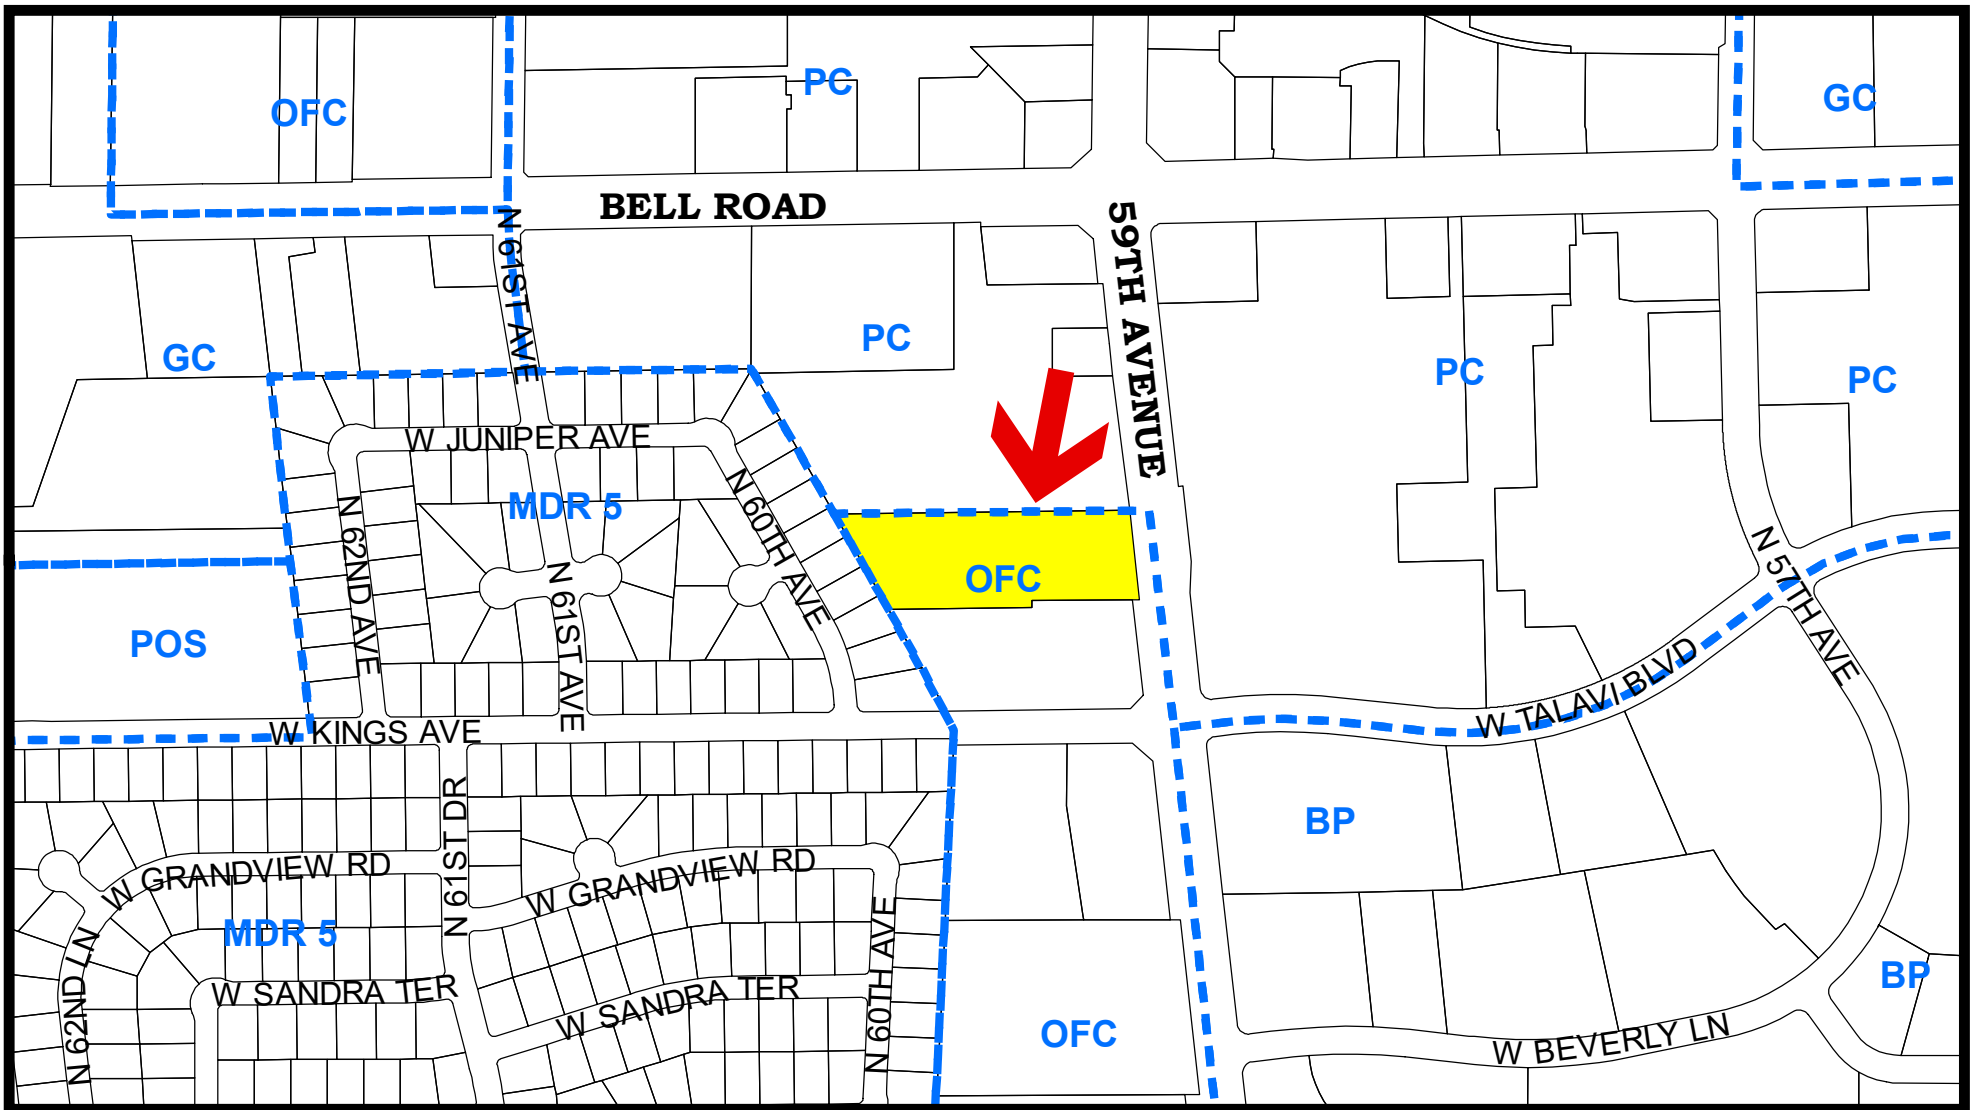 OFC
PC
GC
BELL ROAD
N 61ST AVE
59TH AVENUE
GC
PC
PC
PC
W JUNIPER AVE
MDR 5
N 62ND AVE
N 60TH AVE
N 61ST AVE
OFC
POS
N 57TH AVE
W TALAVI BLVD
W KINGS AVE
N 61ST DR
BP
W GRANDVIEW RD
W GRANDVIEW RD
MDR 5
N 62ND LN
N 60TH AVE
W SANDRA TER
W SANDRA TER
BP
OFC
W BEVERLY LN